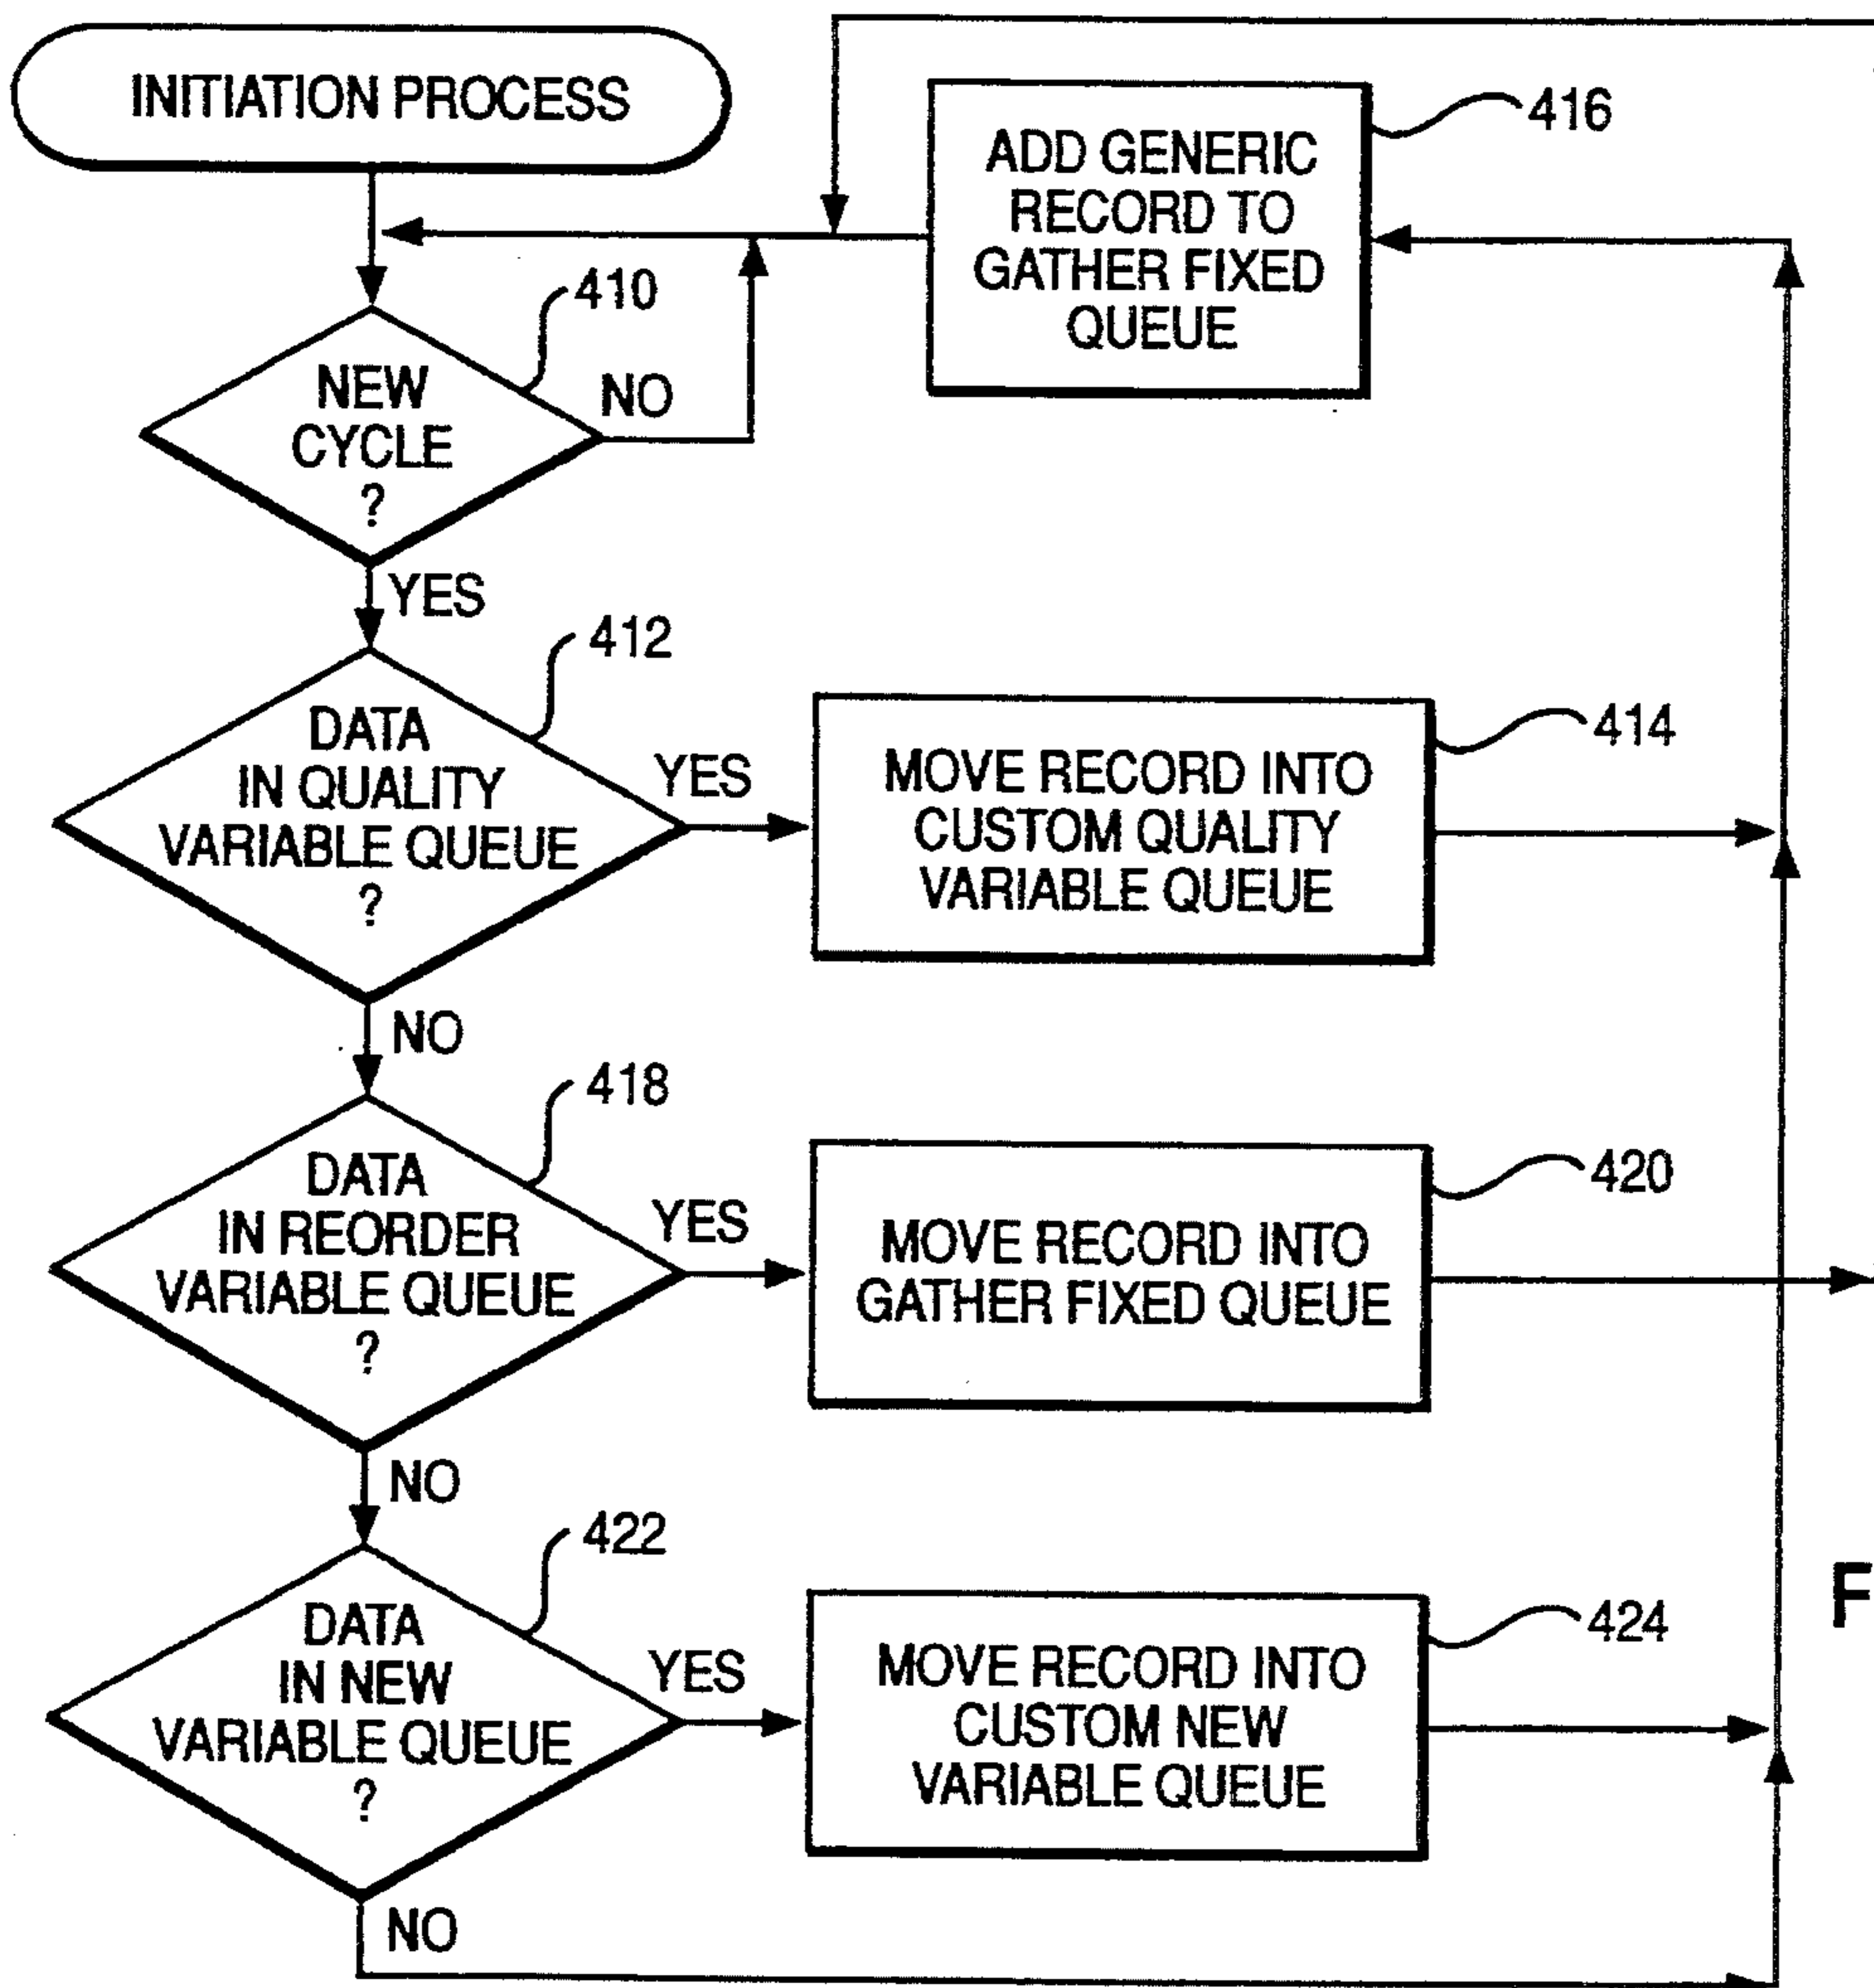 INITIATION PROCESS
ADD GENERIC
RECORD TO
GATHER FIXED
QUEUE
416
NEW
CYCLE
?
410
NO
YES
DATA
IN QUALITY
VARIABLE QUEUE
?
412
YES
MOVE RECORD INTO
CUSTOM QUALITY
VARIABLE QUEUE
414
NO
DATA
IN REORDER
VARIABLE QUEUE
?
418
YES
MOVE RECORD INTO
GATHER FIXED QUEUE
420
NO
DATA
IN NEW
VARIABLE QUEUE
?
422
YES
MOVE RECORD INTO
CUSTOM NEW
VARIABLE QUEUE
424
F
NO